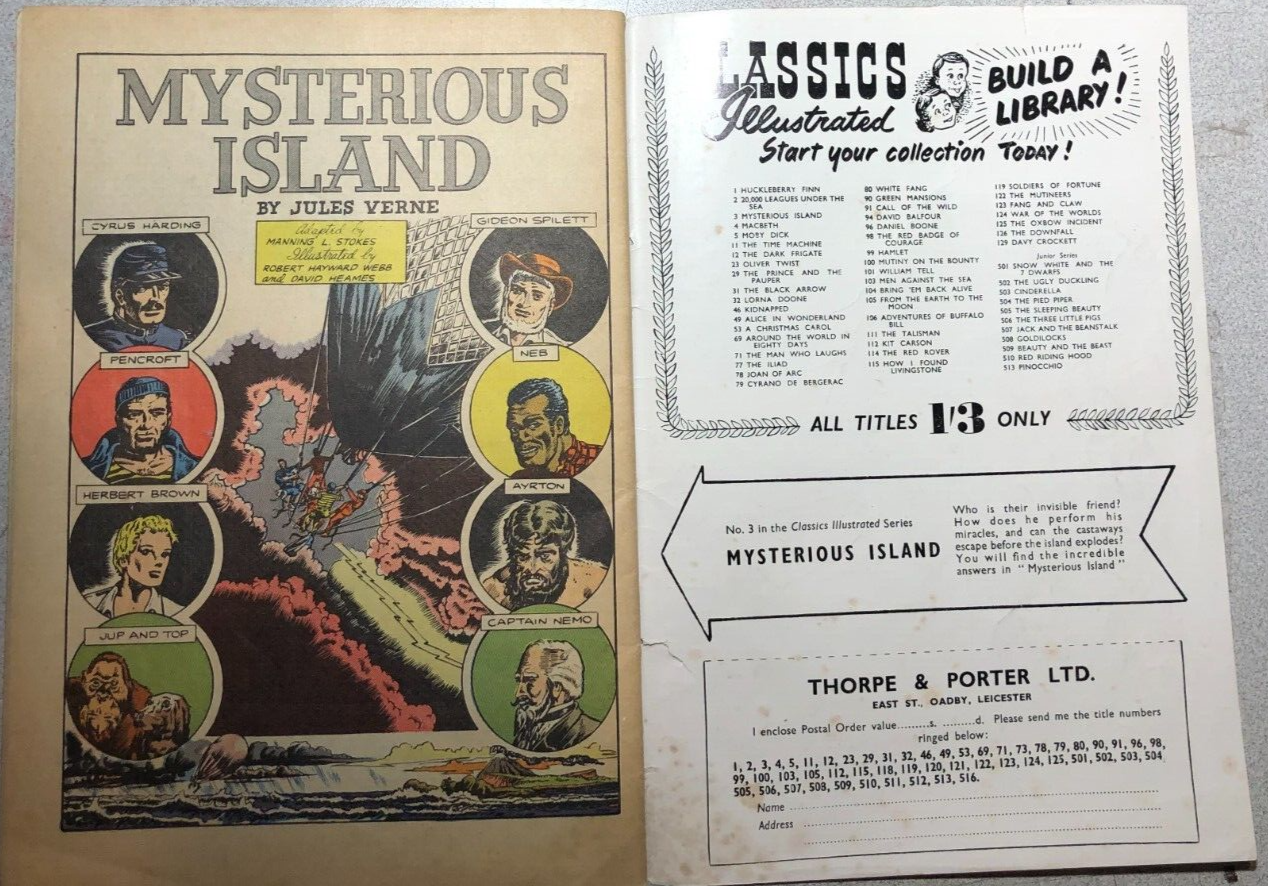 MYSTERIOUS
ISLAND
BY JULES VERNE
CYRUS HARDING
Adapted by
MANNING L. STOKES
Illustrated by
ROBERT HAYWARD WEBB
and DAVID HEAMES
GIDEON SPILETT
PENCROFT
NEB
HERBERT BROWN
AYRTON
JUP AND TOP
CAPTAIN NEMO
LASSICS
Illustrated
BUILD A
LIBRARY!
Start your collection TODAY!
1 HUCKLEBERRY FINN
2 20,000 LEAGUES UNDER THE
SEA
3 MYSTERIOUS ISLAND
4 MACBETH
5 MOBY DICK
11 THE TIME MACHINE
12 THE DARK FRIGATE
23 OLIVER TWIST
29 THE PRINCE AND THE
PAUPER
31 THE BLACK ARROW
32 LORNA DOONE
46 KIDNAPPED
49 ALICE IN WONDERLAND
53 A CHRISTMAS CAROL
69 AROUND THE WORLD IN
EIGHTY DAYS
71 THE MAN WHO LAUGHS
77 THE ILIAD
78 JOAN OF ARC
79 CYRANO DE BERGERAC
80 WHITE FANG
90 GREEN MANSIONS
91 CALL OF THE WILD
94 DAVID BALFOUR
96 DANIEL BOONE
98 THE RED BADGE OF
COURAGE
99 HAMLET
100 MUTINY ON THE BOUNTY
101 WILLIAM TELL
103 MEN AGAINST THE SEA
104 BRING 'EM BACK ALIVE
105 FROM THE EARTH TO THE
MOON
106 ADVENTURES OF BUFFALO
BILL
111 THE TALISMAN
112 KIT CARSON
114 THE RED ROVER
115 HOW I FOUND
LIVINGSTONE
119 SOLDIERS OF FORTUNE
122 THE MUTINEERS
123 FANG AND CLAW
124 WAR OF THE WORLDS
125 THE OXBOW INCIDENT
126 THE DOWNFALL
129 DAVY CROCKETT
Junior Series
501 SNOW WHITE AND THE
7 DWARFS
502 THE UGLY DUCKLING
503 CINDERELLA
504 THE PIED PIPER
505 THE SLEEPING BEAUTY
506 THE THREE LITTLE PIGS
507 JACK AND THE BEANSTALK
508 GOLDILOCKS
509 BEAUTY AND THE BEAST
510 RED RIDING HOOD
513 PINOCCHIO
ALL TITLES 1/3 ONLY
No. 3 in the Classics Illustrated Series
MYSTERIOUS ISLAND
Who is their invisible friend?
How does he perform his
miracles, and can the castaways
escape before the island explodes?
You will find the incredible
answers in "Mysterious Island"
THORPE & PORTER LTD.
EAST ST., OADBY, LEICESTER
I enclose Postal Order value.........s. .........d. Please send me the title numbers
ringed below:
1, 2, 3, 4, 5, 11, 12, 23, 29, 31, 32, 46, 49, 53, 69, 71, 73, 78, 79, 80, 90, 91, 96, 98,
99, 100, 103, 105, 112, 115, 118, 119, 120, 121, 122, 123, 124, 125, 501, 502, 503, 504
505, 506, 507, 508, 509, 510, 511, 512, 513, 516.
Name
Address